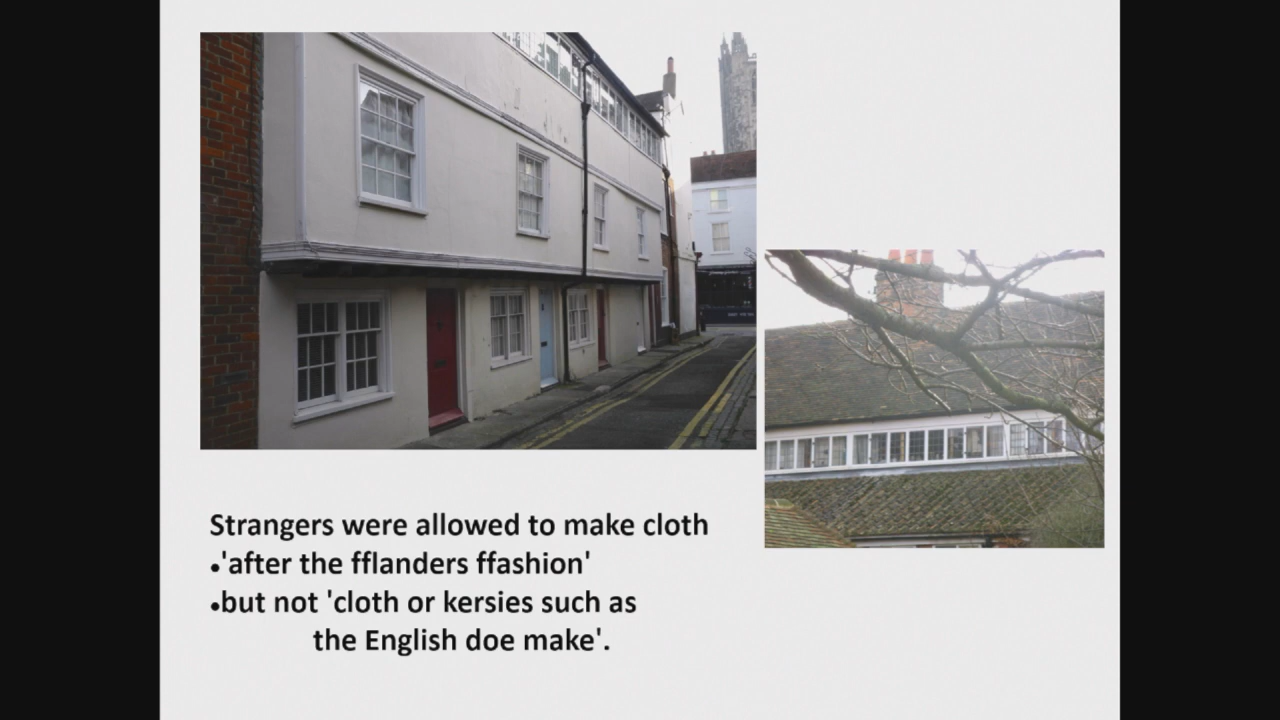 Strangers were allowed to make cloth
•'after the fflanders ffashion'
•but not 'cloth or kersies such as
the English doe make'.